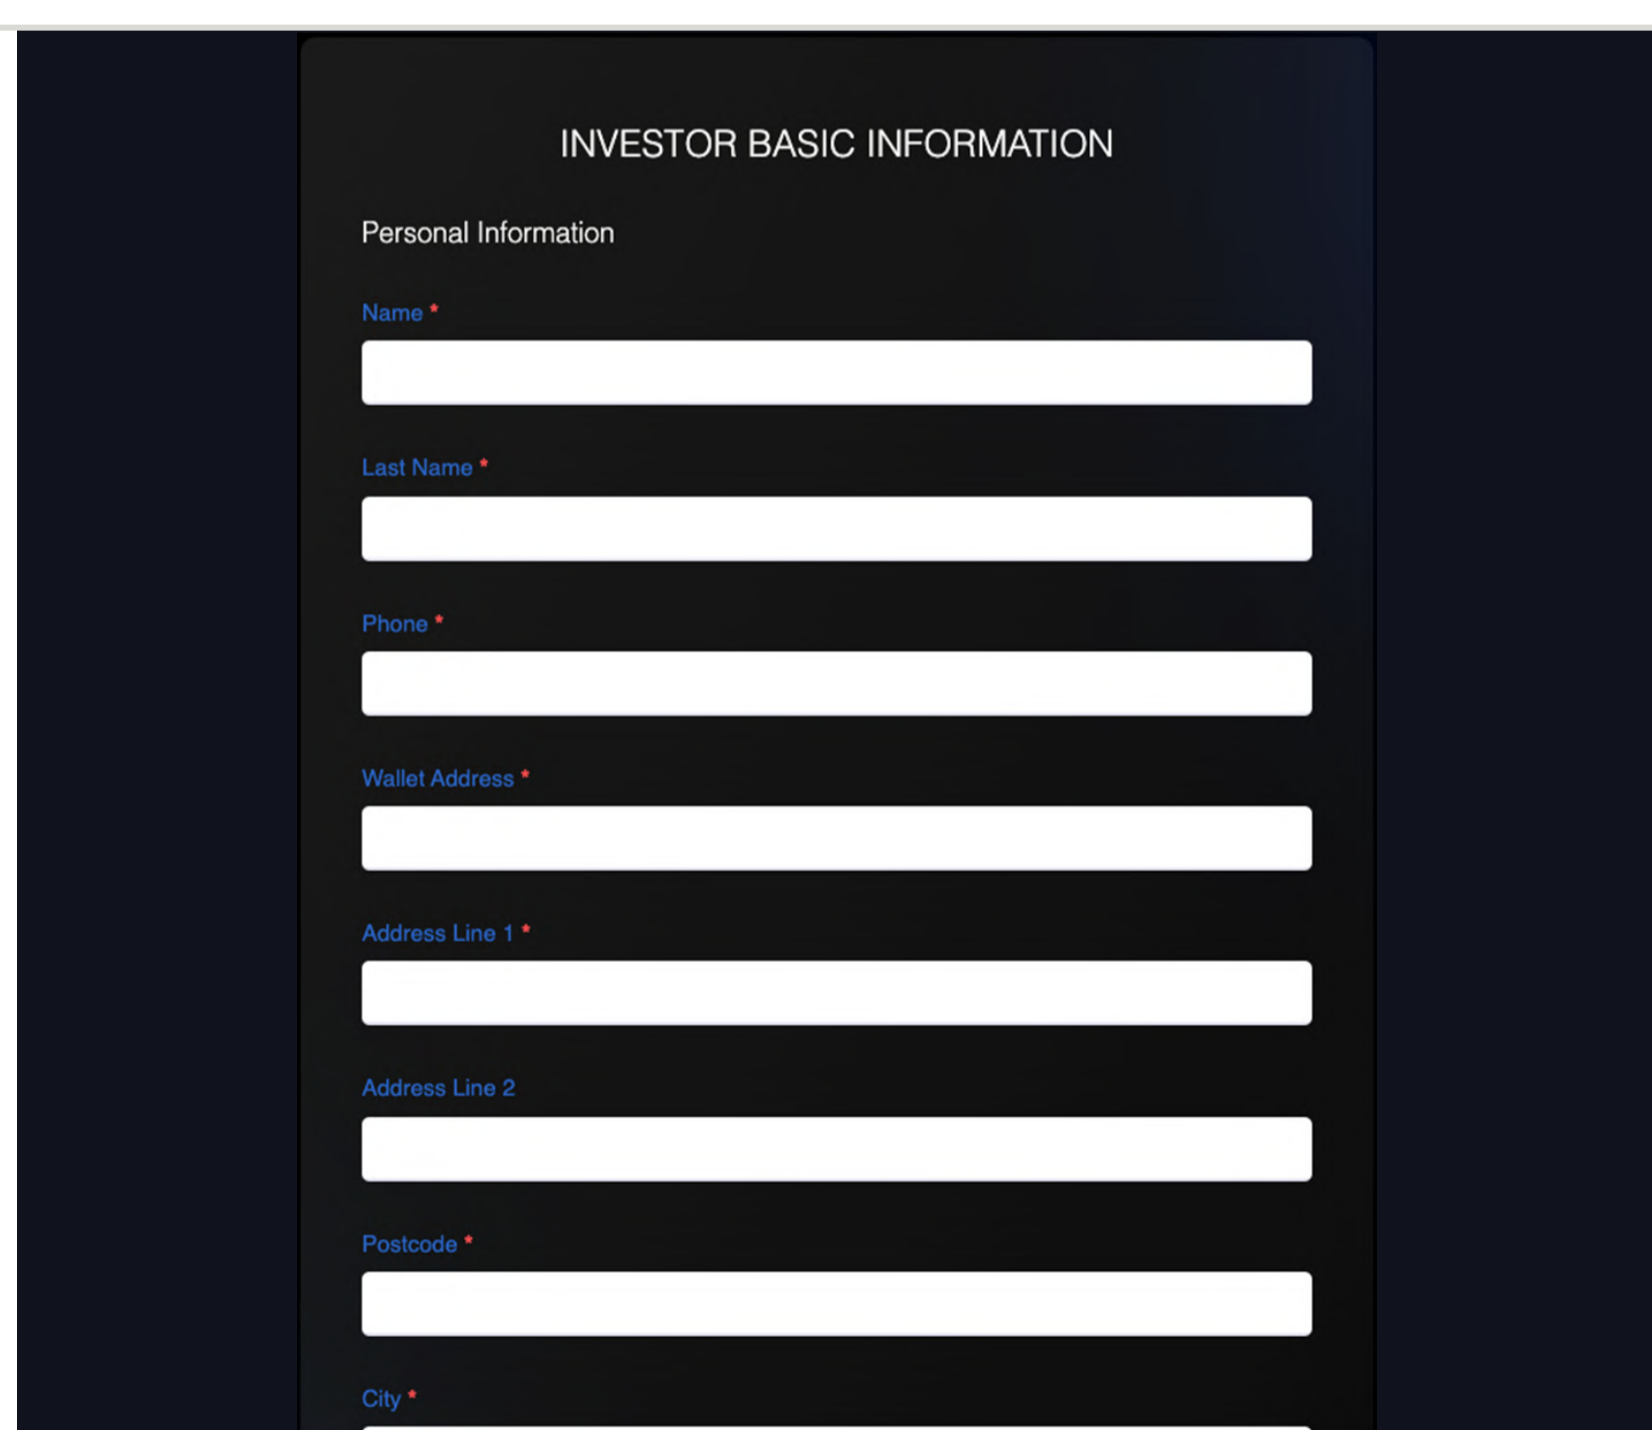 INVESTOR BASIC INFORMATION
Personal Information
Name *
Last Name *
Phone *
Wallet Address *
Address Line 1 *
Address Line 2
Postcode *
City *